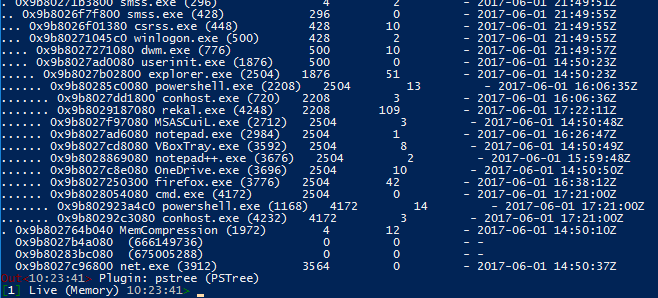 . 0x9b80271b3800 smss.exe (296) 4 2 - 2017-06-01 21:49:51Z
.. 0x9b8026f7f800 smss.exe (428) 296 0 - 2017-06-01 21:49:55Z
... 0x9b8026f01380 csrss.exe (448) 428 10 - 2017-06-01 21:49:55Z
... 0x9b80271045c0 winlogon.exe (500) 428 2 - 2017-06-01 21:49:55Z
.... 0x9b8027271080 dwm.exe (776) 500 10 - 2017-06-01 21:49:55Z
.... 0x9b8027ad0080 userinit.exe (1876) 500 0 - 2017-06-01 14:50:23Z
..... 0x9b8027b02800 explorer.exe (2504) 1876 51 - 2017-06-01 14:50:23Z
...... 0x9b80285c0080 powershell.exe (2208) 2504 13 - 2017-06-01 16:06:35Z
....... 0x9b8027dd1800 conhost.exe (720) 2208 3 - 2017-06-01 16:06:36Z
....... 0x9b8029187080 rekal.exe (4248) 2208 109 - 2017-06-01 17:22:11Z
...... 0x9b8027f97080 MSASCuiL.exe (2712) 2504 3 - 2017-06-01 14:50:48Z
...... 0x9b8027ad6080 notepad.exe (2984) 2504 1 - 2017-06-01 16:26:47Z
...... 0x9b8027cd8080 VBoxTray.exe (3592) 2504 8 - 2017-06-01 14:50:49Z
...... 0x9b8028869080 notepad++.exe (3676) 2504 2 - 2017-06-01 15:59:48Z
...... 0x9b8027c8e080 OneDrive.exe (3696) 2504 10 - 2017-06-01 14:50:50Z
...... 0x9b8027250300 firefox.exe (3776) 2504 42 - 2017-06-01 16:38:12Z
...... 0x9b8028054080 cmd.exe (4172) 2504 0 - 2017-06-01 17:21:00Z
....... 0x9b802923a4c0 powershell.exe (1168) 4172 14 - 2017-06-01 17:21:00Z
....... 0x9b80292c3080 conhost.exe (4232) 4172 3 - 2017-06-01 17:21:00Z
. 0x9b802764b040 MemCompression (1972) 4 12 - 2017-06-01 14:50:10Z
0x9b8027b4a080 (666149736) 0 0 - -
0x9b80283bc080 (675005288) 0 0 - -
0x9b8027c96800 net.exe (3912) 3564 0 - 2017-06-01 14:50:37Z
Out<10:23:41> Plugin: pstree (PSTree)
[1] Live (Memory) 10:23:41>